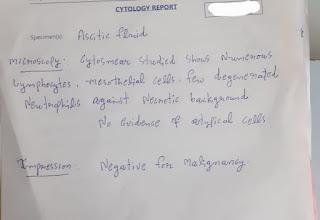 CYTOLOGY REPORT
Specimen(s): Ascitic fluid
Microscopy: Cytosmear studied shows Numerous
lymphocytes, mesothelial cells. few degenerated
Neutrophils against Necrotic background
No evidence of atypical cells
Impression: Negative for Malignancy.